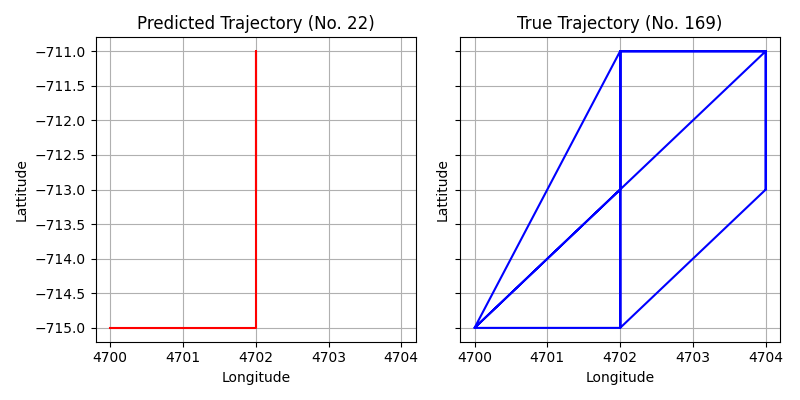 Predicted Trajectory (No. 22)
True Trajectory (No. 169)
−711.0
−711.5
−712.0
−712.5
−713.0
−713.5
−714.0
−714.5
−715.0
Lattitude
Lattitude
4700 4701 4702 4703 4704
4700 4701 4702 4703 4704
Longitude
Longitude